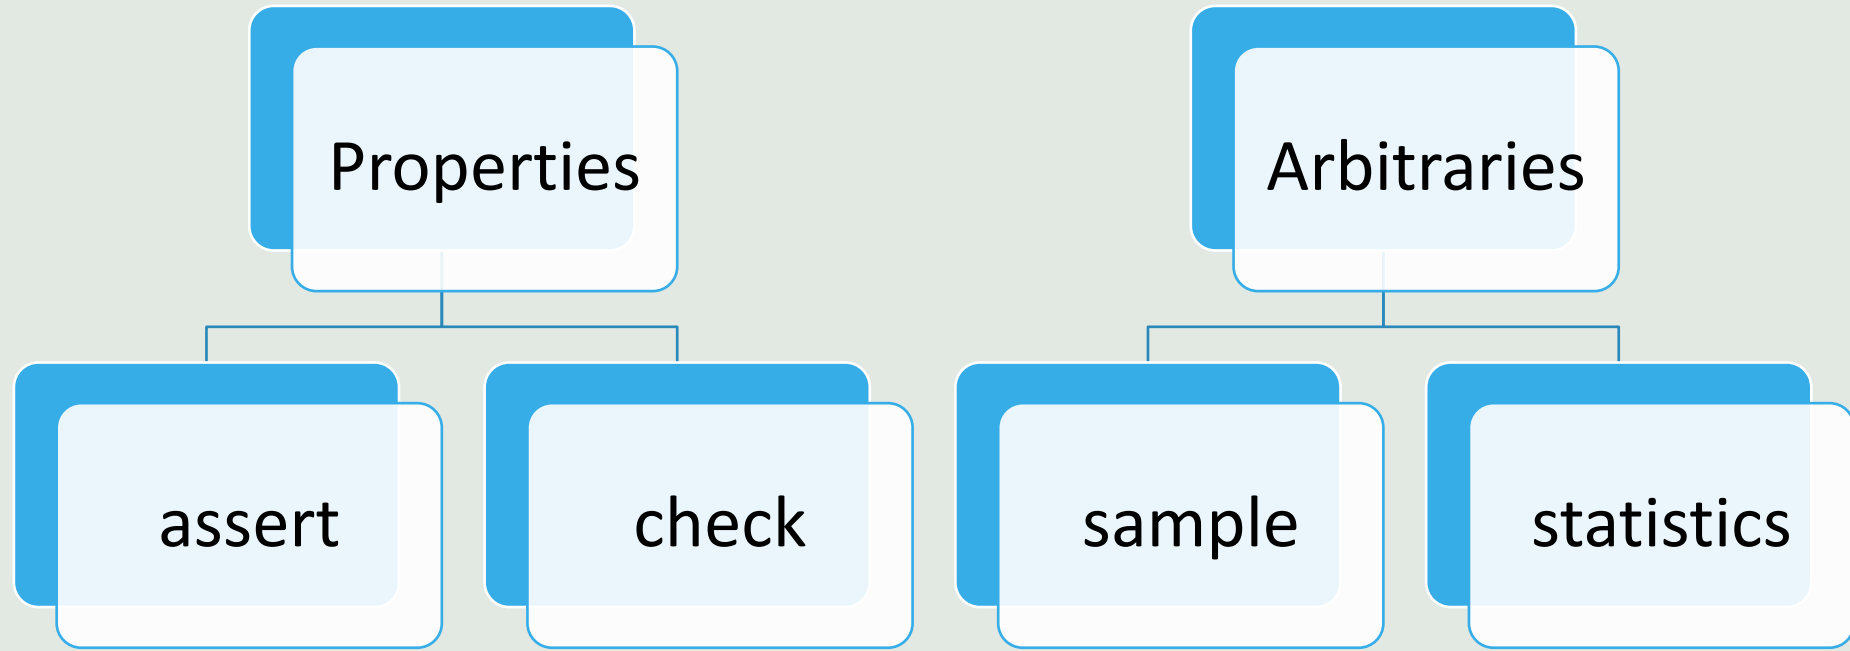 Properties
Arbitraries
assert
check
sample
statistics